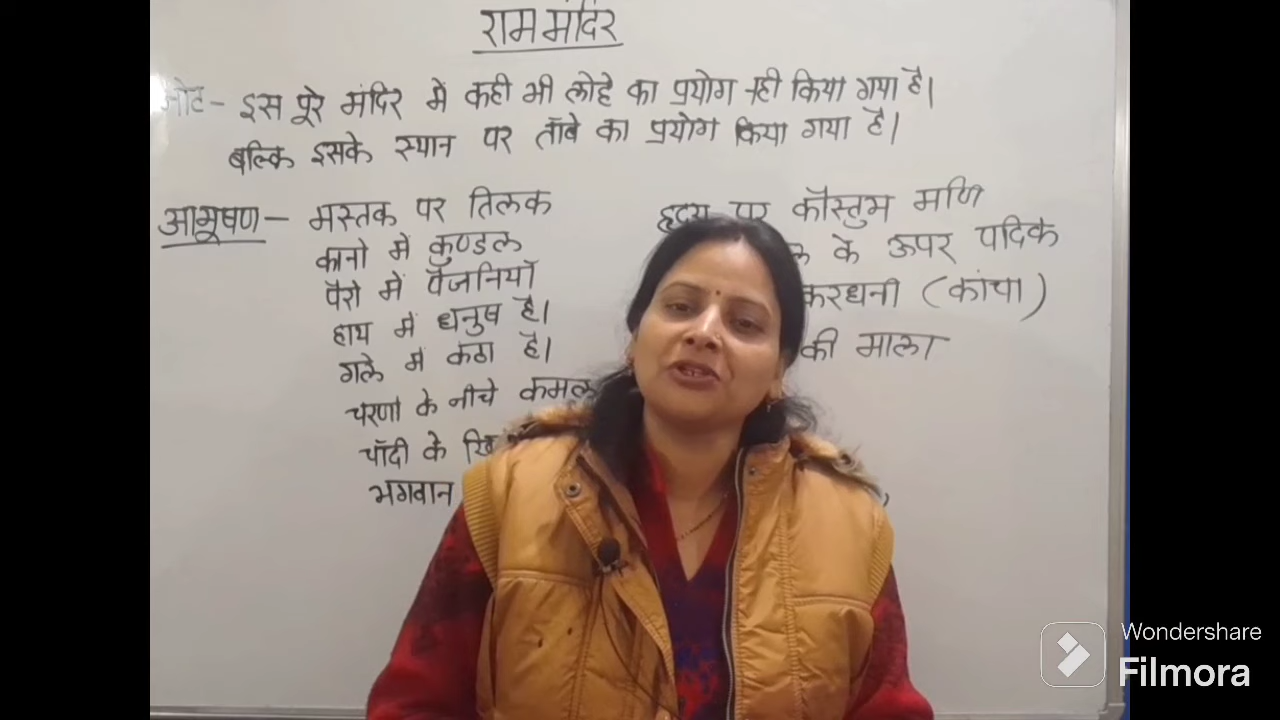 राम मंदिर
नोट - इस पूरे मंदिर में कही भी लोहे का प्रयोग नही किया गया है।
बल्कि इसके स्थान पर ताँबे का प्रयोग किया गया है।
आभूषण - मस्तक पर तिलक
कानो में कुण्डल
पैरो में पैंजनियाँ
हाथ में धनुष है।
गले में कंठा है।
चरणों के नीचे कमल
चाँदी के
भगवान
हृदय पर कौस्तुभ मणि
के ऊपर पदिक
करधनी (कांचा)
की माला
Wondershare
Filmora